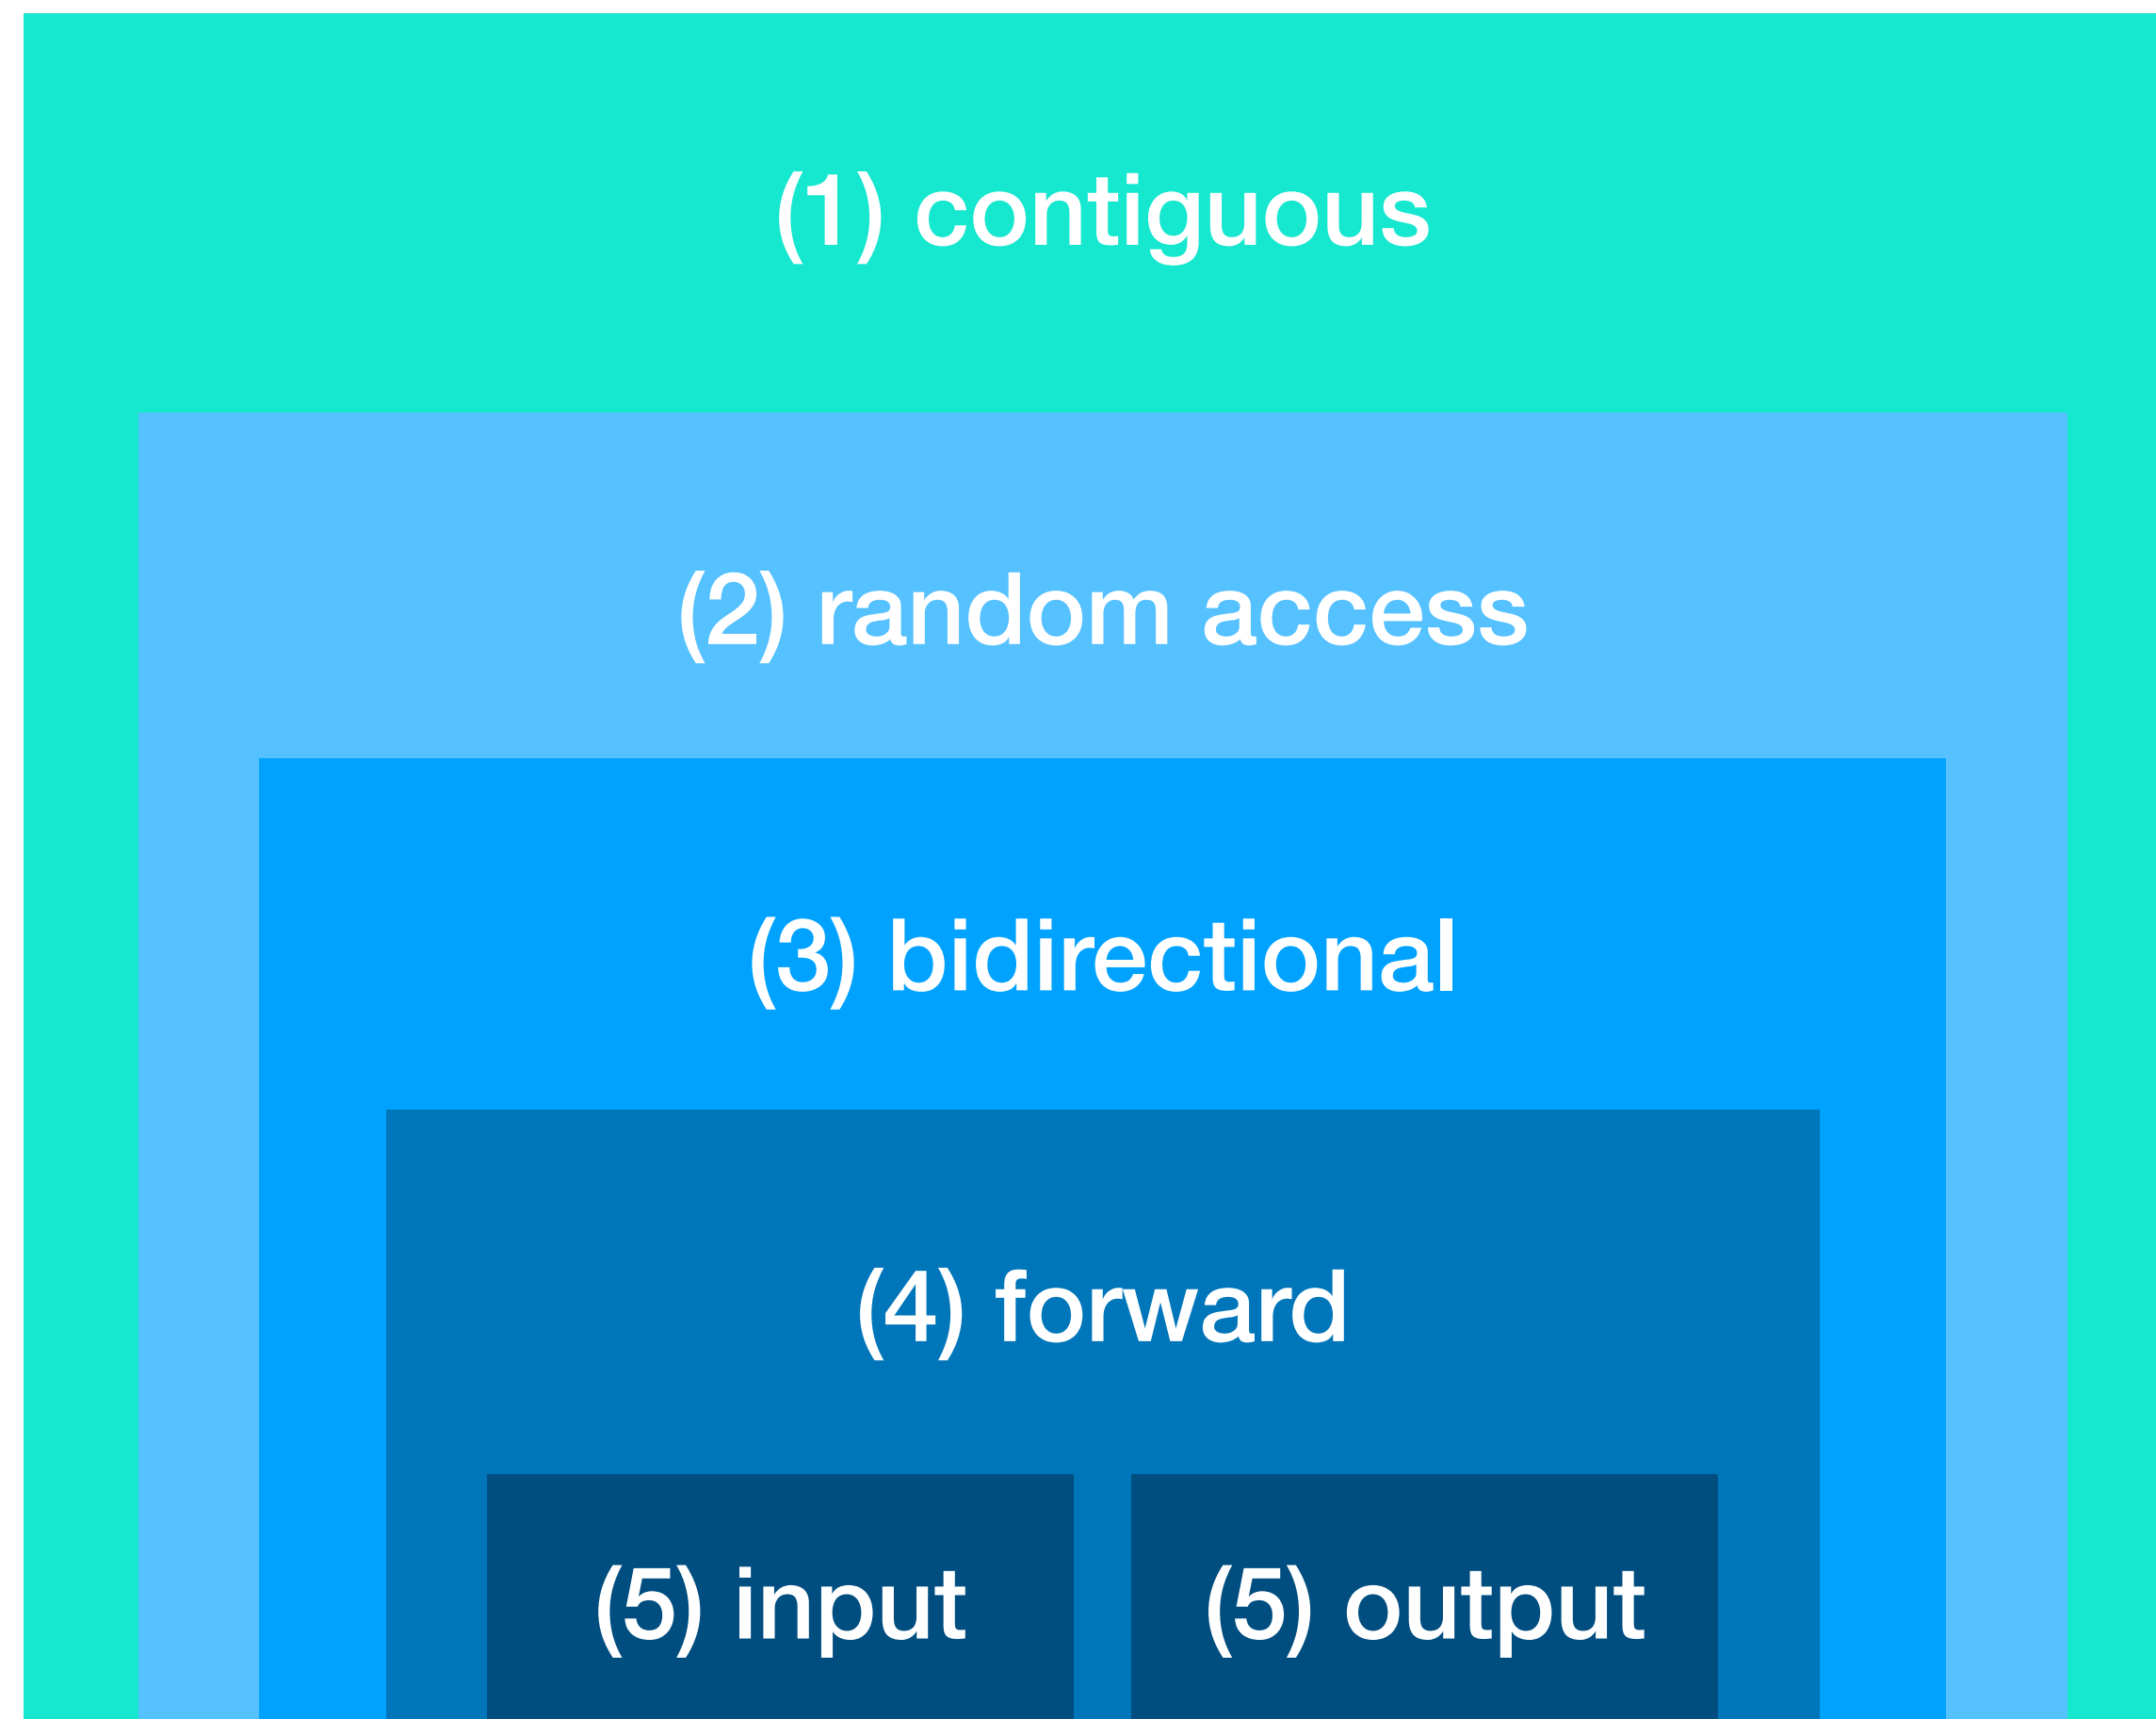 (1) contiguous
(2) random access
(3) bidirectional
(4) forward
(5) input
(5) output